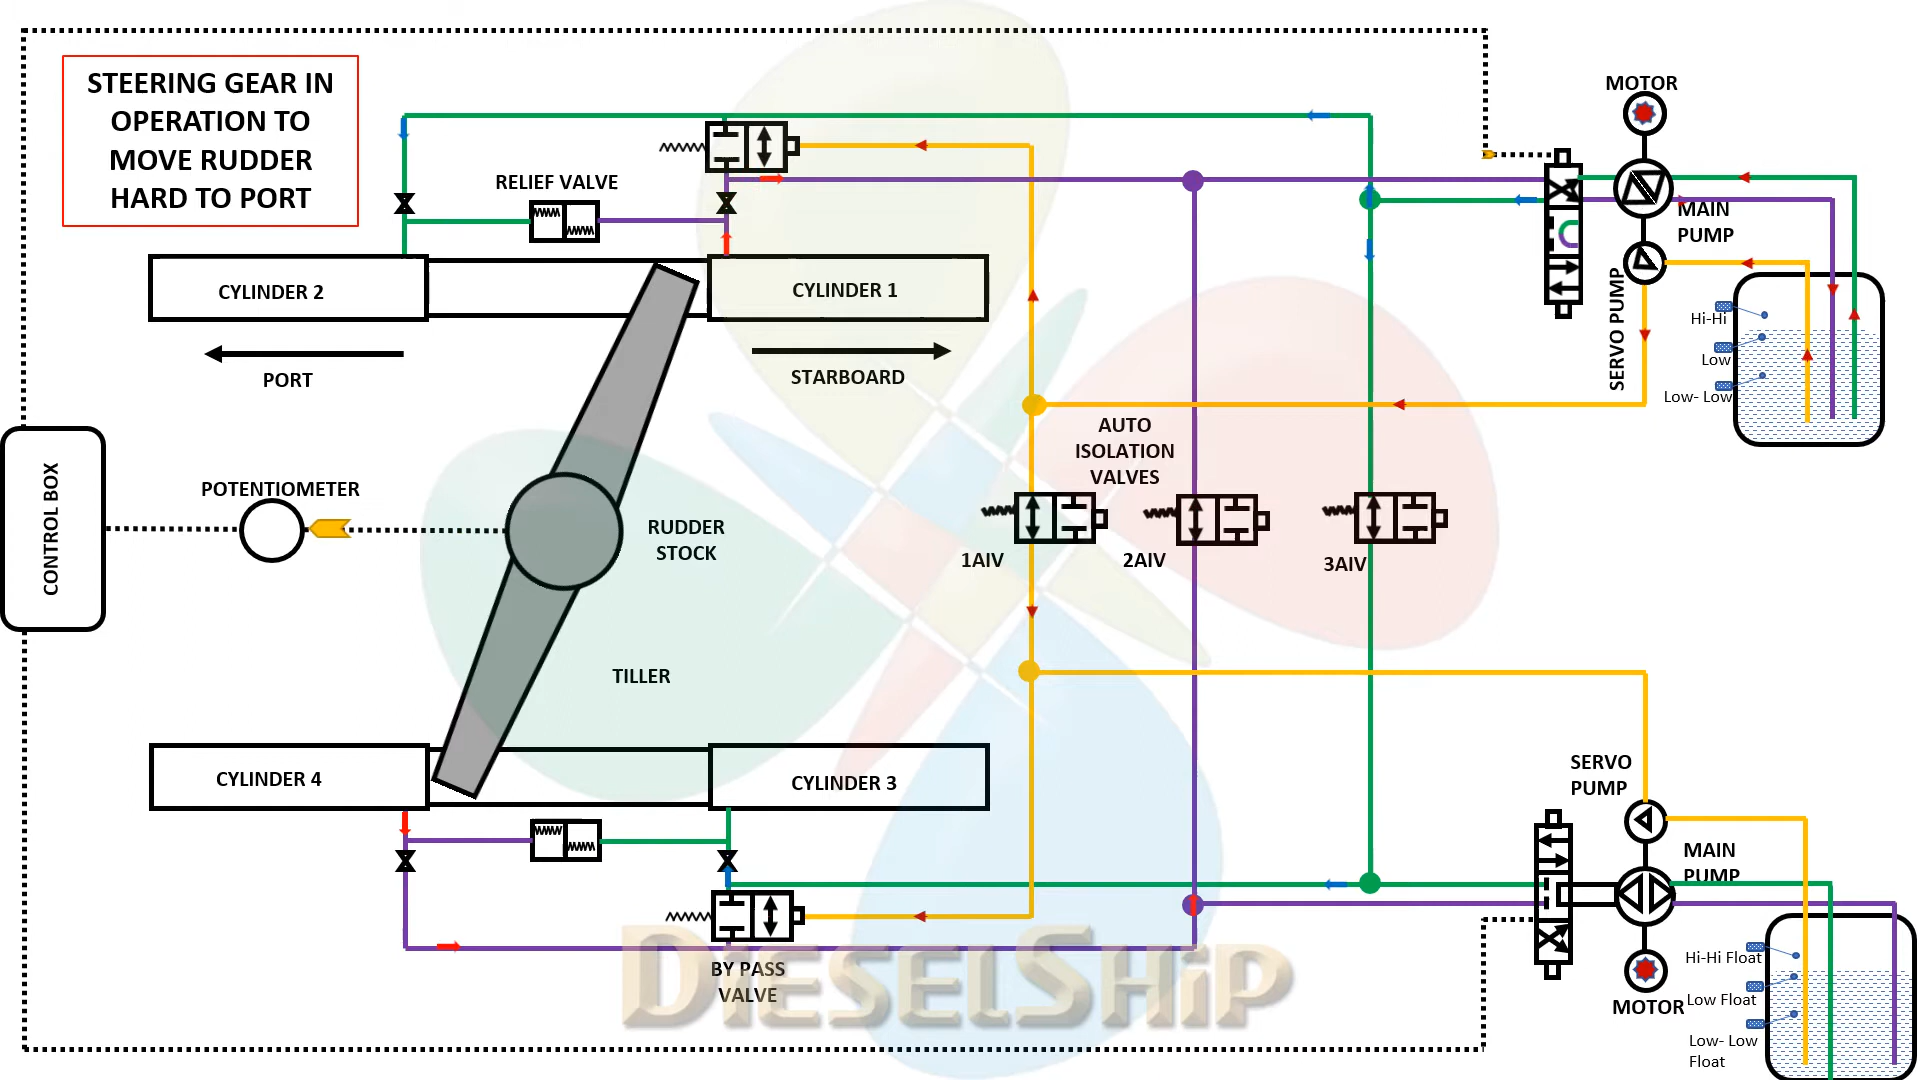 STEERING GEAR IN
OPERATION TO
MOVE RUDDER
HARD TO PORT
MOTOR
RELIEF VALVE
MAIN
PUMP
CYLINDER 2
CYLINDER 1
SERVO PUMP
Hi-Hi
Low
Low- Low
PORT
STARBOARD
AUTO
ISOLATION
VALVES
CONTROL BOX
POTENTIOMETER
RUDDER
STOCK
1AIV
2AIV
3AIV
TILLER
CYLINDER 4
CYLINDER 3
SERVO
PUMP
MAIN
PUMP
BY PASS
VALVE
DIESELSHIP
Hi-Hi Float
Low Float
MOTOR
Low- Low
Float